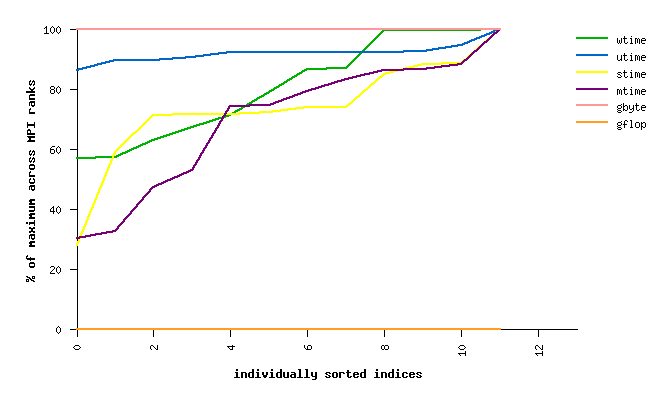 100
80
60
40
20
0
% of maximum across MPI ranks
0 2 4 6 8 10 12
individually sorted indices
wtime
utime
stime
mtime
gbyte
gflop